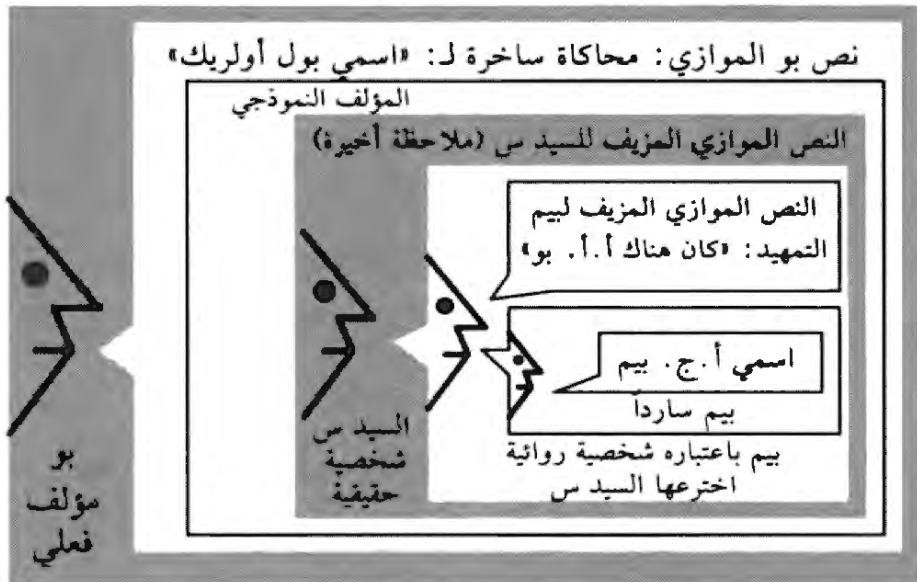 نص بو الموازي: محاكاة ساخرة لـ: «اسمي بول أولريك»
المؤلف النموذجي
النص الموازي المزيف للسيد س (ملاحظة أخيرة)
النص الموازي المزيف لبيم
التمهيد: «كان هناك أ.أ. بو»
اسمي أ.ج. بيم
بيم سارداً
بيم باعتباره شخصية روائية
اخترعها السيد س
السيد س
شخصية
حقيقية
بو
مؤلف
فعلي